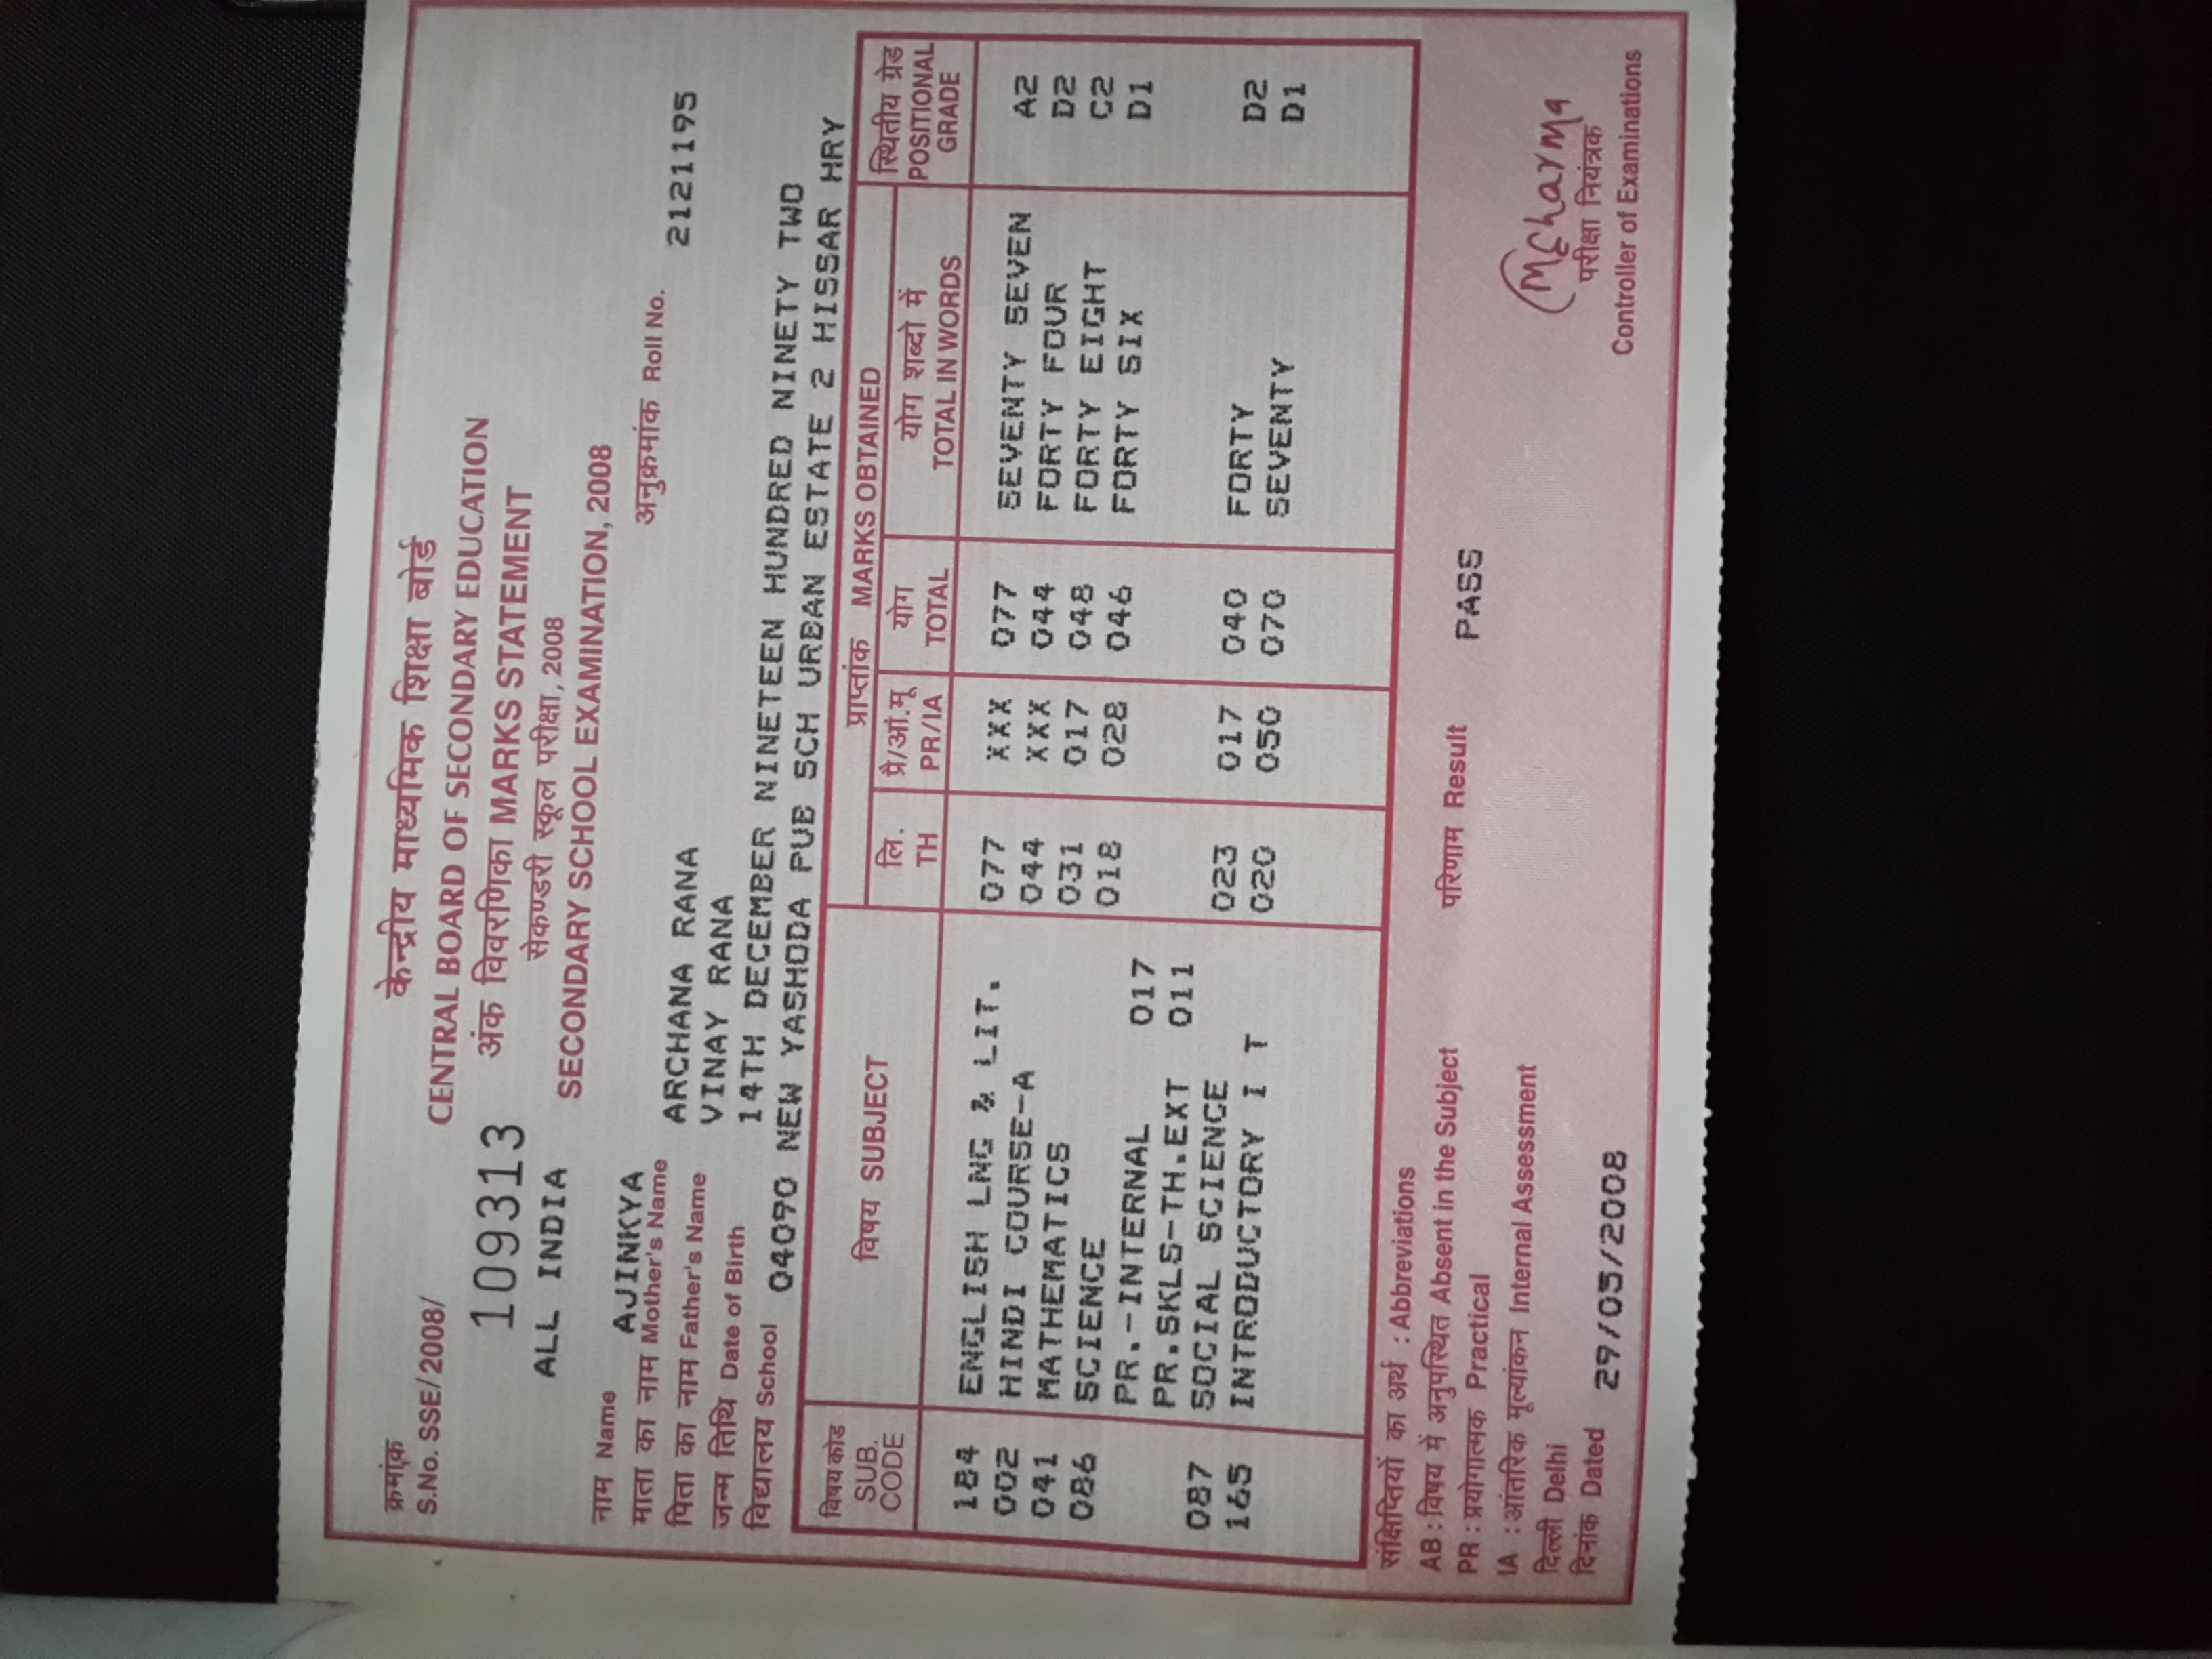 क्रमांक
S.No. SSE/2008/
109313
ALL INDIA
केन्द्रीय माध्यमिक शिक्षा बोर्ड
CENTRAL BOARD OF SECONDARY EDUCATION
अंक विवरणिका MARKS STATEMENT
सेकण्डरी स्कूल परीक्षा, 2008
SECONDARY SCHOOL EXAMINATION, 2008
नाम Name AJINKYA
अनुक्रमांक Roll No. 2121195
माता का नाम Mother's Name ARCHANA RANA
पिता का नाम Father's Name VINAY RANA
जन्म तिथि Date of Birth 14TH DECEMBER NINETEEN HUNDRED NINETY TWO
विद्यालय School 04090 NEW YASHODA PUB SCH URBAN ESTATE 2 HISSAR HRY
विषय कोड SUB. CODE विषय SUBJECT प्राप्तांक MARKS OBTAINED स्थितीय ग्रेड POSITIONAL GRADE
लि. TH प्रै/आं.मू PR/IA योग TOTAL योग शब्दो में TOTAL IN WORDS
184 ENGLISH LNG & LIT. 077 XXX 077 SEVENTY SEVEN A2
002 HINDI COURSE-A 044 XXX 044 FORTY FOUR D2
041 MATHEMATICS 031 017 048 FORTY EIGHT C2
086 SCIENCE 018 028 046 FORTY SIX D1
PR.-INTERNAL 017
PR.SKLS-TH.EXT 011
087 SOCIAL SCIENCE 023 017 040 FORTY D2
165 INTRODUCTORY I T 020 050 070 SEVENTY D1
संक्षिप्तियों का अर्थ : Abbreviations
AB : विषय में अनुपस्थित Absent in the Subject
परिणाम Result PASS
PR : प्रयोगात्मक Practical
IA : आंतरिक मूल्यांकन Internal Assessment
दिल्ली Delhi
दिनांक Dated 29/05/2008
MSharma
परीक्षा नियंत्रक
Controller of Examinations